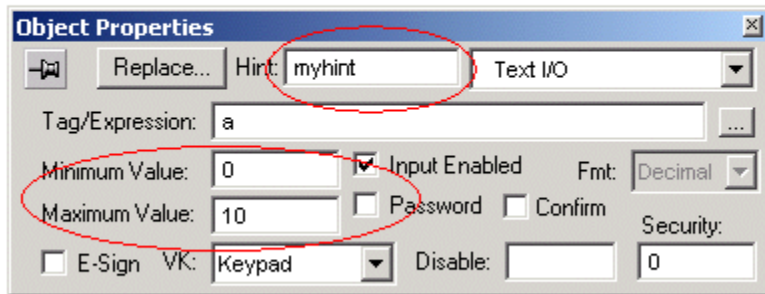 Object Properties
Replace... Hint: myhint Text I/O
Tag/Expression: a ...
Minimum Value: 0 Input Enabled Fmt: Decimal
Maximum Value: 10 Password Confirm Security:
E-Sign VK: Keypad Disable: 0